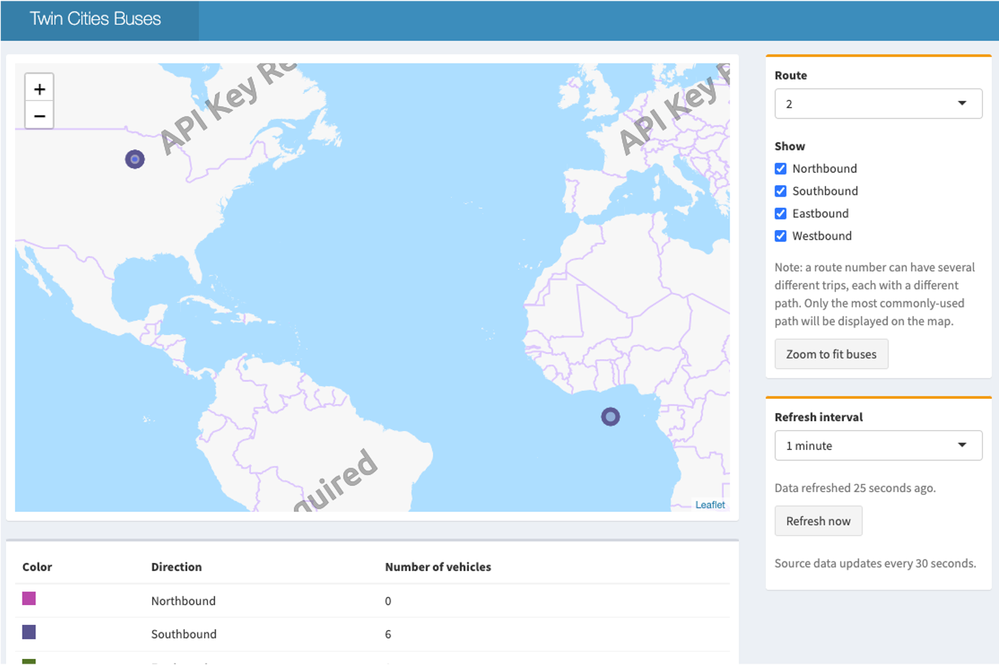 Twin Cities Buses
+
−
API Key Re
API Key R
quired
Leaflet
Route
2
Show
Northbound
Southbound
Eastbound
Westbound
Note: a route number can have several
different trips, each with a different
path. Only the most commonly-used
path will be displayed on the map.
Zoom to fit buses
Refresh interval
1 minute
Data refreshed 25 seconds ago.
Refresh now
Source data updates every 30 seconds.
Color Direction Number of vehicles
Northbound 0
Southbound 6